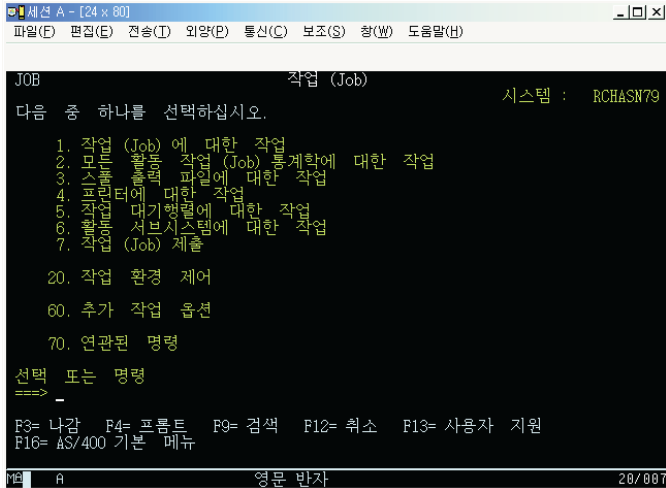 세션 A - [24 x 80]
파일(F) 편집(E) 전송(T) 외양(P) 통신(C) 보조(S) 창(W) 도움말(H)
JOB 작업 (Job)
시스템 : RCHASN79
다음 중 하나를 선택하십시오.
1. 작업 (Job) 에 대한 작업
2. 모든 활동 작업 (Job) 통계학에 대한 작업
3. 스풀 출력 파일에 대한 작업
4. 프린터에 대한 작업
5. 작업 대기행렬에 대한 작업
6. 활동 서브시스템에 대한 작업
7. 작업 (Job) 제출
20. 작업 환경 제어
60. 추가 작업 옵션
70. 연관된 명령
선택 또는 명령
===> _
F3= 나감 F4= 프롬트 F9= 검색 F12= 취소 F13= 사용자 지원
F16= AS/400 기본 메뉴
MA A 영문 반자 20/007